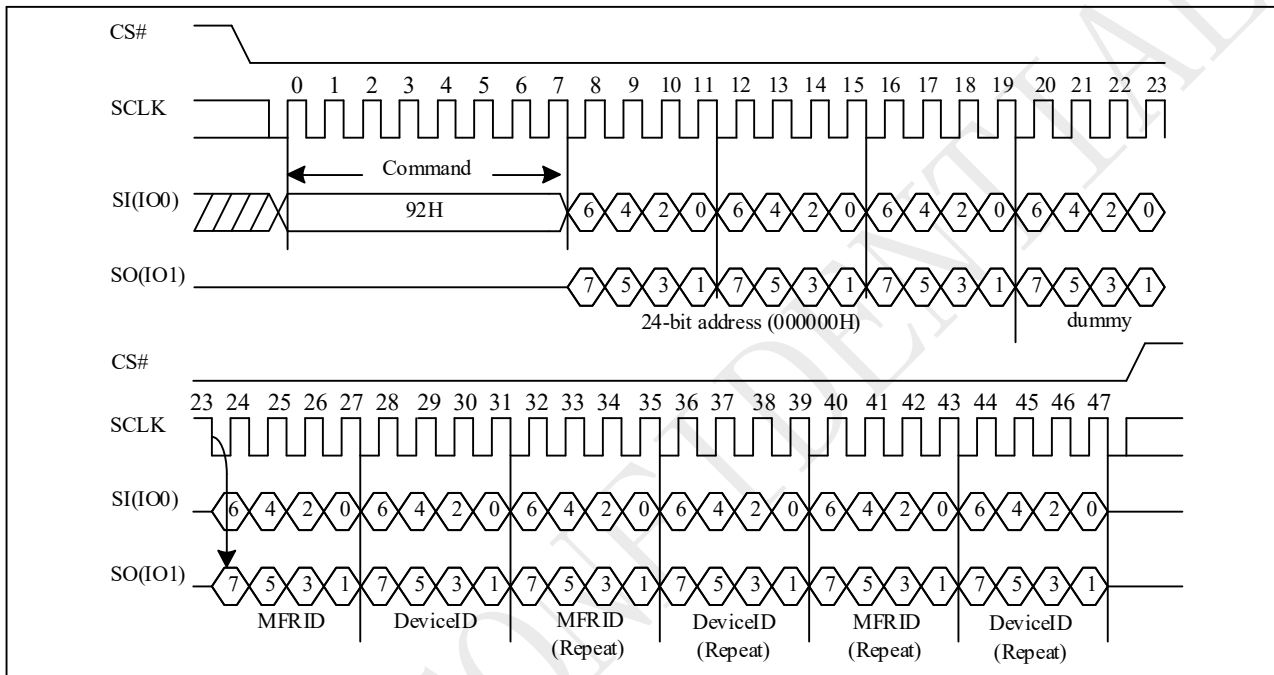 CS#
0 1 2 3 4 5 6 7 8 9 10 11 12 13 14 15 16 17 18 19 20 21 22 23
SCLK
Command
SI(IO0) 92H 6 4 2 0 6 4 2 0 6 4 2 0 6 4 2 0
SO(IO1) 7 5 3 1 7 5 3 1 7 5 3 1 7 5 3 1
24-bit address (000000H) dummy
CS#
23 24 25 26 27 28 29 30 31 32 33 34 35 36 37 38 39 40 41 42 43 44 45 46 47
SCLK
SI(IO0) 6 4 2 0 6 4 2 0 6 4 2 0 6 4 2 0 6 4 2 0 6 4 2 0
SO(IO1) 7 5 3 1 7 5 3 1 7 5 3 1 7 5 3 1 7 5 3 1 7 5 3 1
MFRID DeviceID MFRID DeviceID MFRID DeviceID
(Repeat) (Repeat) (Repeat) (Repeat)
ONFIDENTIAL